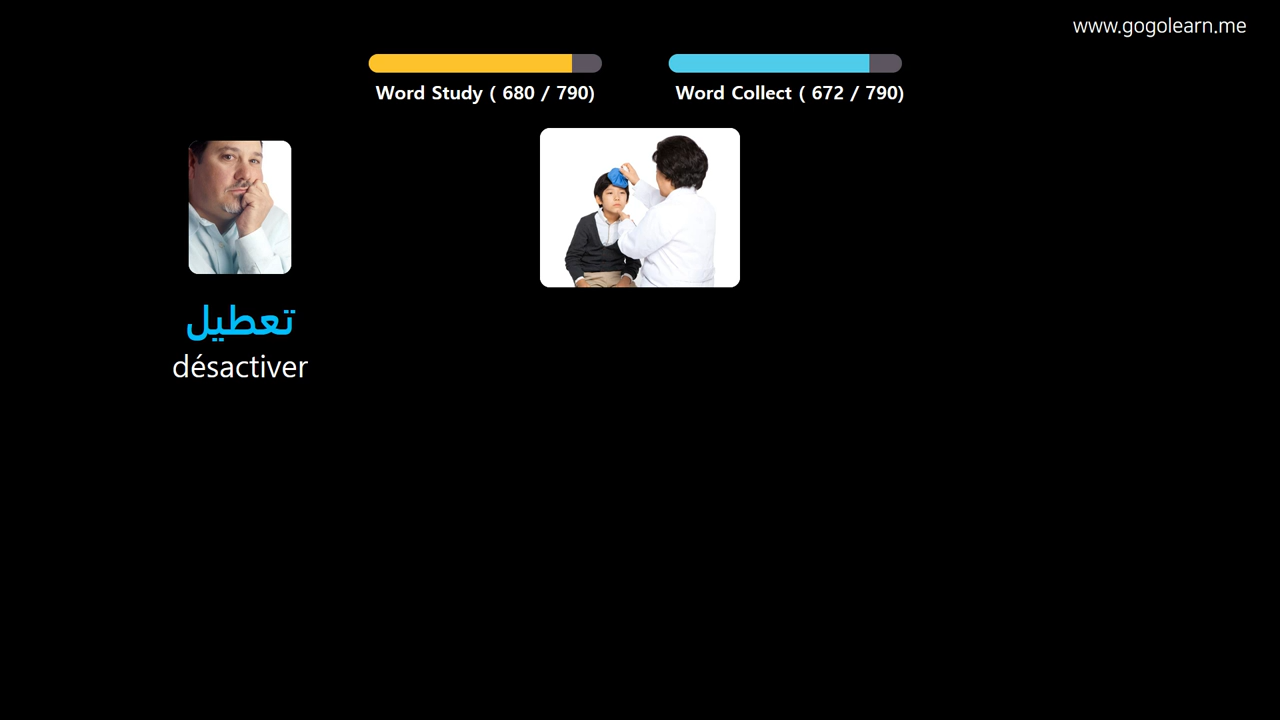 www.gogolearn.me
Word Study ( 680 / 790)
Word Collect ( 672 / 790)
تعطيل
désactiver